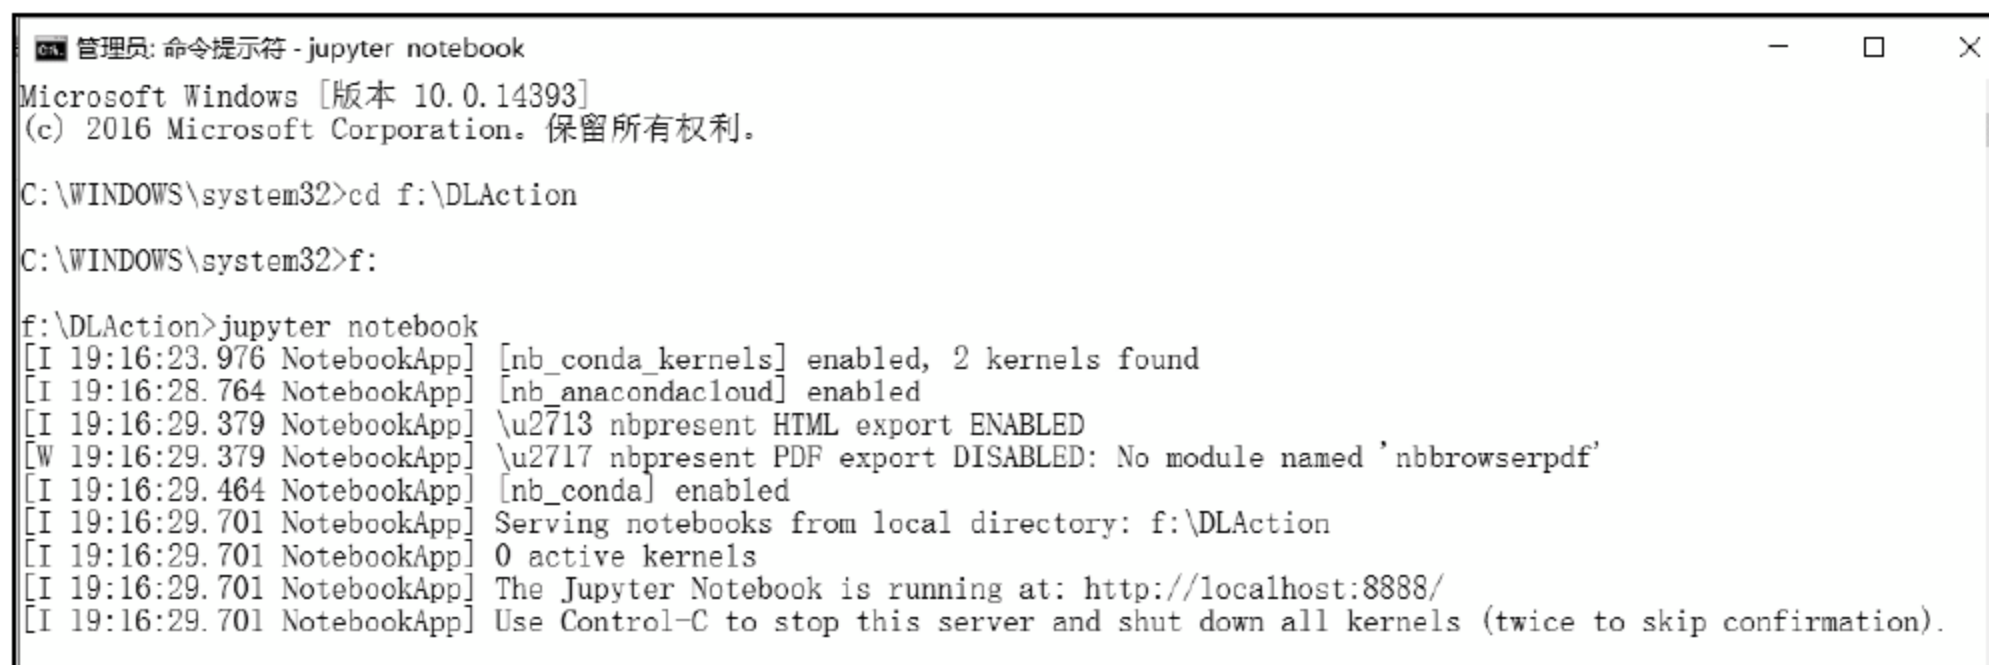 管理员: 命令提示符 - jupyter notebook
Microsoft Windows [版本 10.0.14393]
(c) 2016 Microsoft Corporation。保留所有权利。
C:\WINDOWS\system32>cd f:\DLAction
C:\WINDOWS\system32>f:
f:\DLAction>jupyter notebook
[I 19:16:23.976 NotebookApp] [nb_conda_kernels] enabled, 2 kernels found
[I 19:16:28.764 NotebookApp] [nb_anacondacloud] enabled
[I 19:16:29.379 NotebookApp] \u2713 nbpresent HTML export ENABLED
[W 19:16:29.379 NotebookApp] \u2717 nbpresent PDF export DISABLED: No module named 'nbbrowserpdf'
[I 19:16:29.464 NotebookApp] [nb_conda] enabled
[I 19:16:29.701 NotebookApp] Serving notebooks from local directory: f:\DLAction
[I 19:16:29.701 NotebookApp] 0 active kernels
[I 19:16:29.701 NotebookApp] The Jupyter Notebook is running at: http://localhost:8888/
[I 19:16:29.701 NotebookApp] Use Control-C to stop this server and shut down all kernels (twice to skip confirmation).